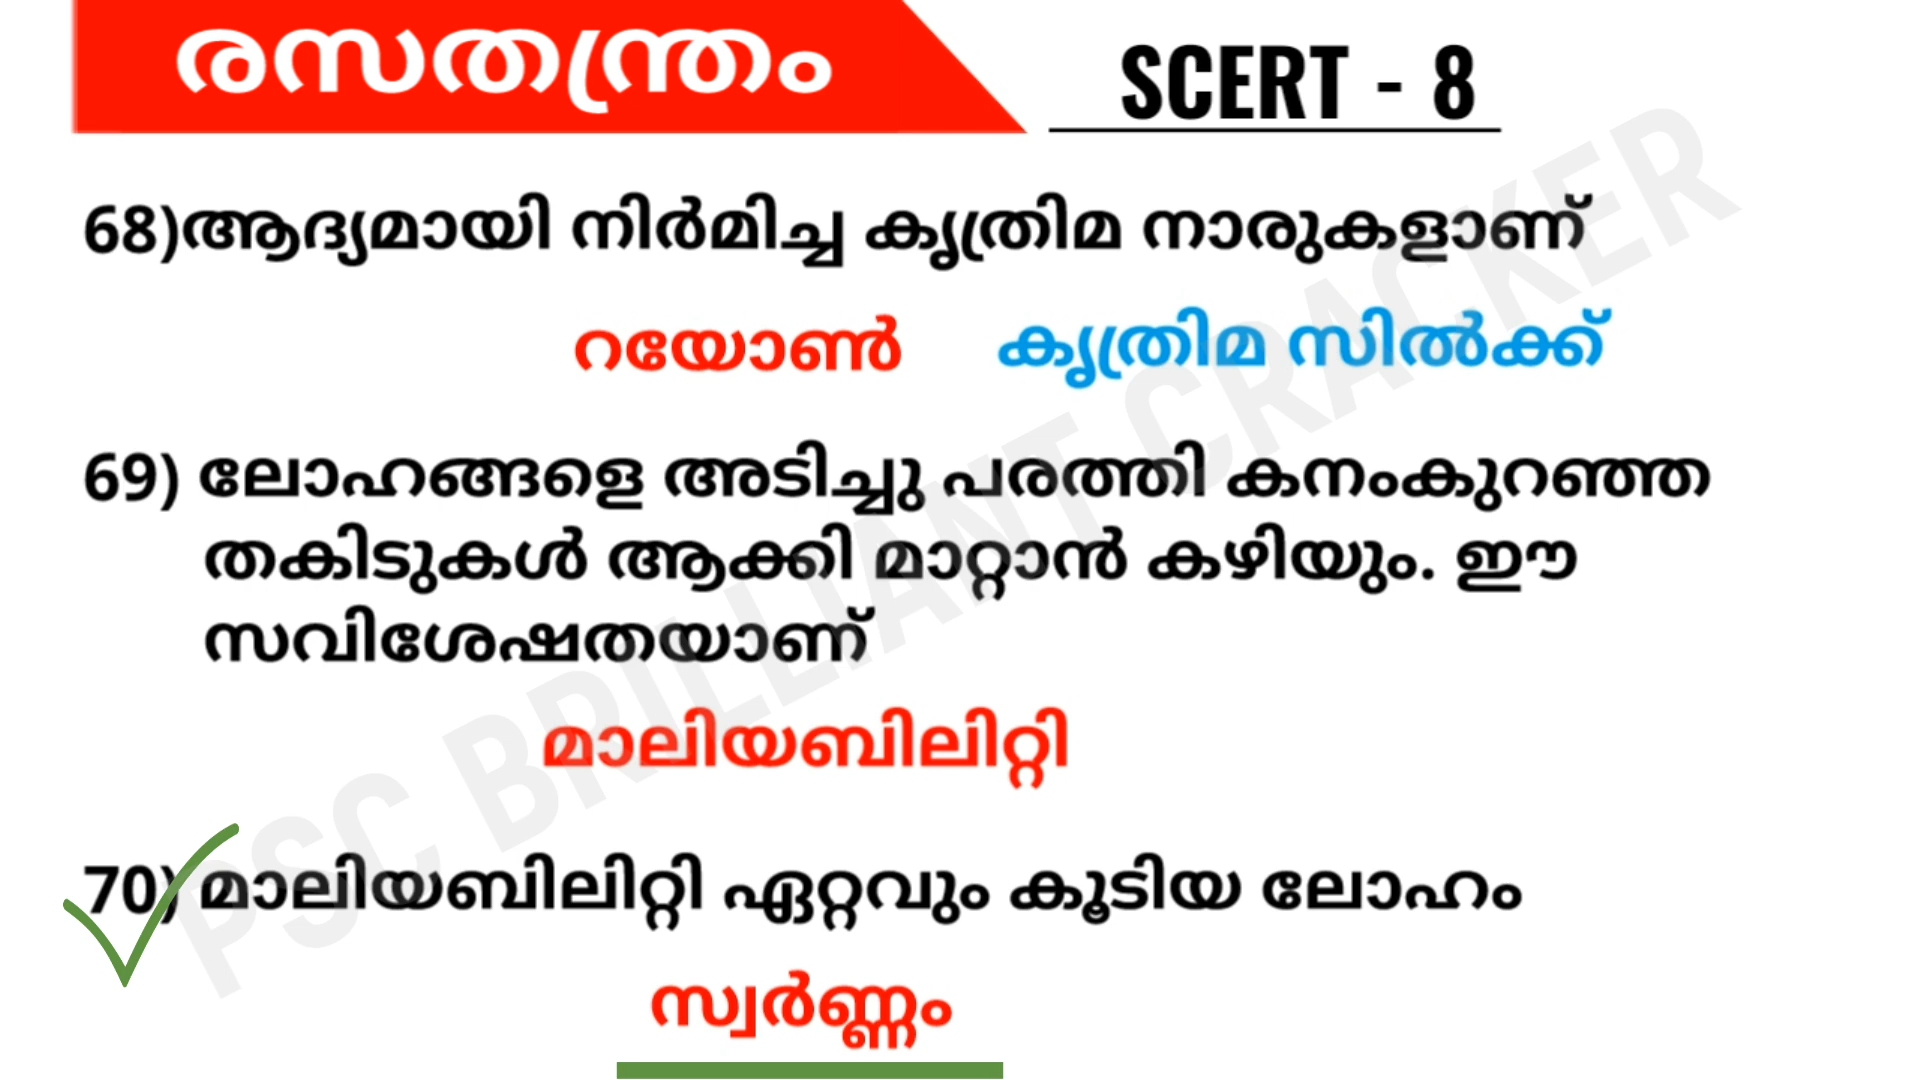 രസതന്ത്രം
SCERT - 8
68)ആദ്യമായി നിർമിച്ച കൃത്രിമ നാരുകളാണ്
റയോൺ കൃത്രിമ സിൽക്ക്
69) ലോഹങ്ങളെ അടിച്ചു പരത്തി കനംകുറഞ്ഞ
തകിടുകൾ ആക്കി മാറ്റാൻ കഴിയും. ഈ
സവിശേഷതയാണ്
മാലിയബിലിറ്റി
70) മാലിയബിലിറ്റി ഏറ്റവും കൂടിയ ലോഹം
സ്വർണ്ണം
PSC BRILLIANT CRACKER